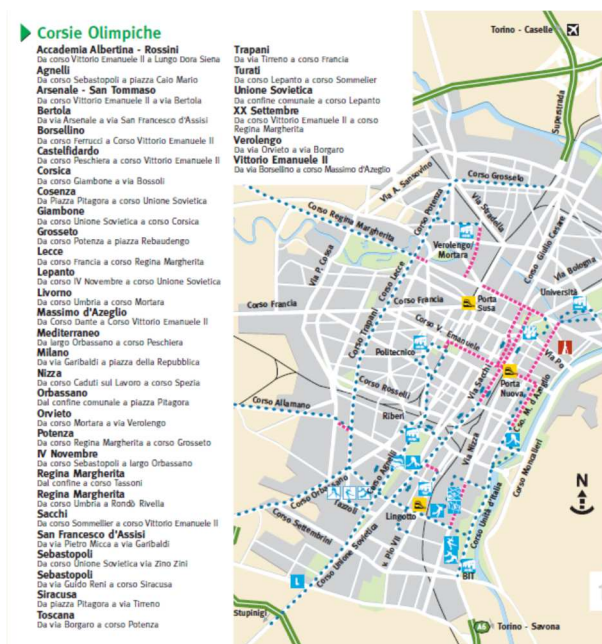 Corsie Olimpiche
Accademia Albertina - Rossini
Da corso Vittorio Emanuele II a Lungo Dora Siena
Agnelli
Da corso Sebastopoli a piazza Caio Mario
Arsenale - San Tommaso
Da corso Vittorio Emanuele II a via Bertola
Bertola
Da via Arsenale a via San Francesco d'Assisi
Borsellino
Da corso Ferrucci a Corso Vittorio Emanuele II
Castelfidardo
Da corso Peschiera a corso Vittorio Emanuele II
Corsica
Da corso Giambone a via Bossoli
Cosenza
Da Piazza Pitagora a corso Unione Sovietica
Giambone
Da corso Unione Sovietica a corso Corsica
Grosseto
Da corso Potenza a piazza Rebaudengo
Lecce
Da corso Francia a corso Regina Margherita
Lepanto
Da corso IV Novembre a corso Unione Sovietica
Livorno
Da corso Umbria a corso Mortara
Massimo d'Azeglio
Da Corso Dante a Corso Vittorio Emanuele II
Mediterraneo
Da largo Orbassano a corso Peschiera
Milano
Da via Garibaldi a piazza della Repubblica
Nizza
Da corso Caduti sul Lavoro a corso Spezia
Orbassano
Dal confine comunale a piazza Pitagora
Orvieto
Da corso Mortara a via Verolengo
Potenza
Da corso Regina Margherita a corso Grosseto
IV Novembre
Da corso Sebastopoli a largo Orbassano
Regina Margherita
Dal confine a corso Tassoni
Regina Margherita
Da corso Umbria a Rondò Rivella
Sacchi
Da corso Sommellier a corso Vittorio Emanuele II
San Francesco d'Assisi
Da via Pietro Micca a via Garibaldi
Sebastopoli
Da corso Unione Sovietica via Zino Zini
Sebastopoli
Da via Guido Reni a corso Siracusa
Siracusa
Da piazza Pitagora a via Tirreno
Toscana
Da via Borgaro a corso Potenza
Trapani
Da via Tirreno a corso Francia
Turati
Da corso Lepanto a corso Sommelier
Unione Sovietica
Da confine comunale a corso Lepanto
XX Settembre
Da corso Vittorio Emanuele II a corso
Regina Margherita
Verolengo
Da via Orvieto a via Borgaro
Vittorio Emanuele II
Da via Borsellino a corso Massimo d'Azeglio
Torino - Caselle
Superstrada
Corso Grosseto
Via A. Sansovino
Corso Potenza
Via Stradella
Corso Regina Margherita
Verolengo/
Mortara
Corso Giulio Cesare
Via Bologna
Via P. Cossa
Corso Lecce
Università
Corso Francia
Corso Francia
Porta
Susa
Corso Trapani
Corso V. Emanuele
Politecnico
Via Po
Via Sacchi
Porta
Nuova
Corso Rosselli
Cso. M. d'Azeglio
Corso Allamano
Riberi
Via Nizza
Corso Moncalieri
Corso Agnelli
Corso Orbassano
Tazzoli
Lingotto
Corso Unità d'Italia
N
Corso Settembrini
Corso Unione Sovietica
v. Pio VII
BIT
L
Stupinigi
A6
Torino - Savona